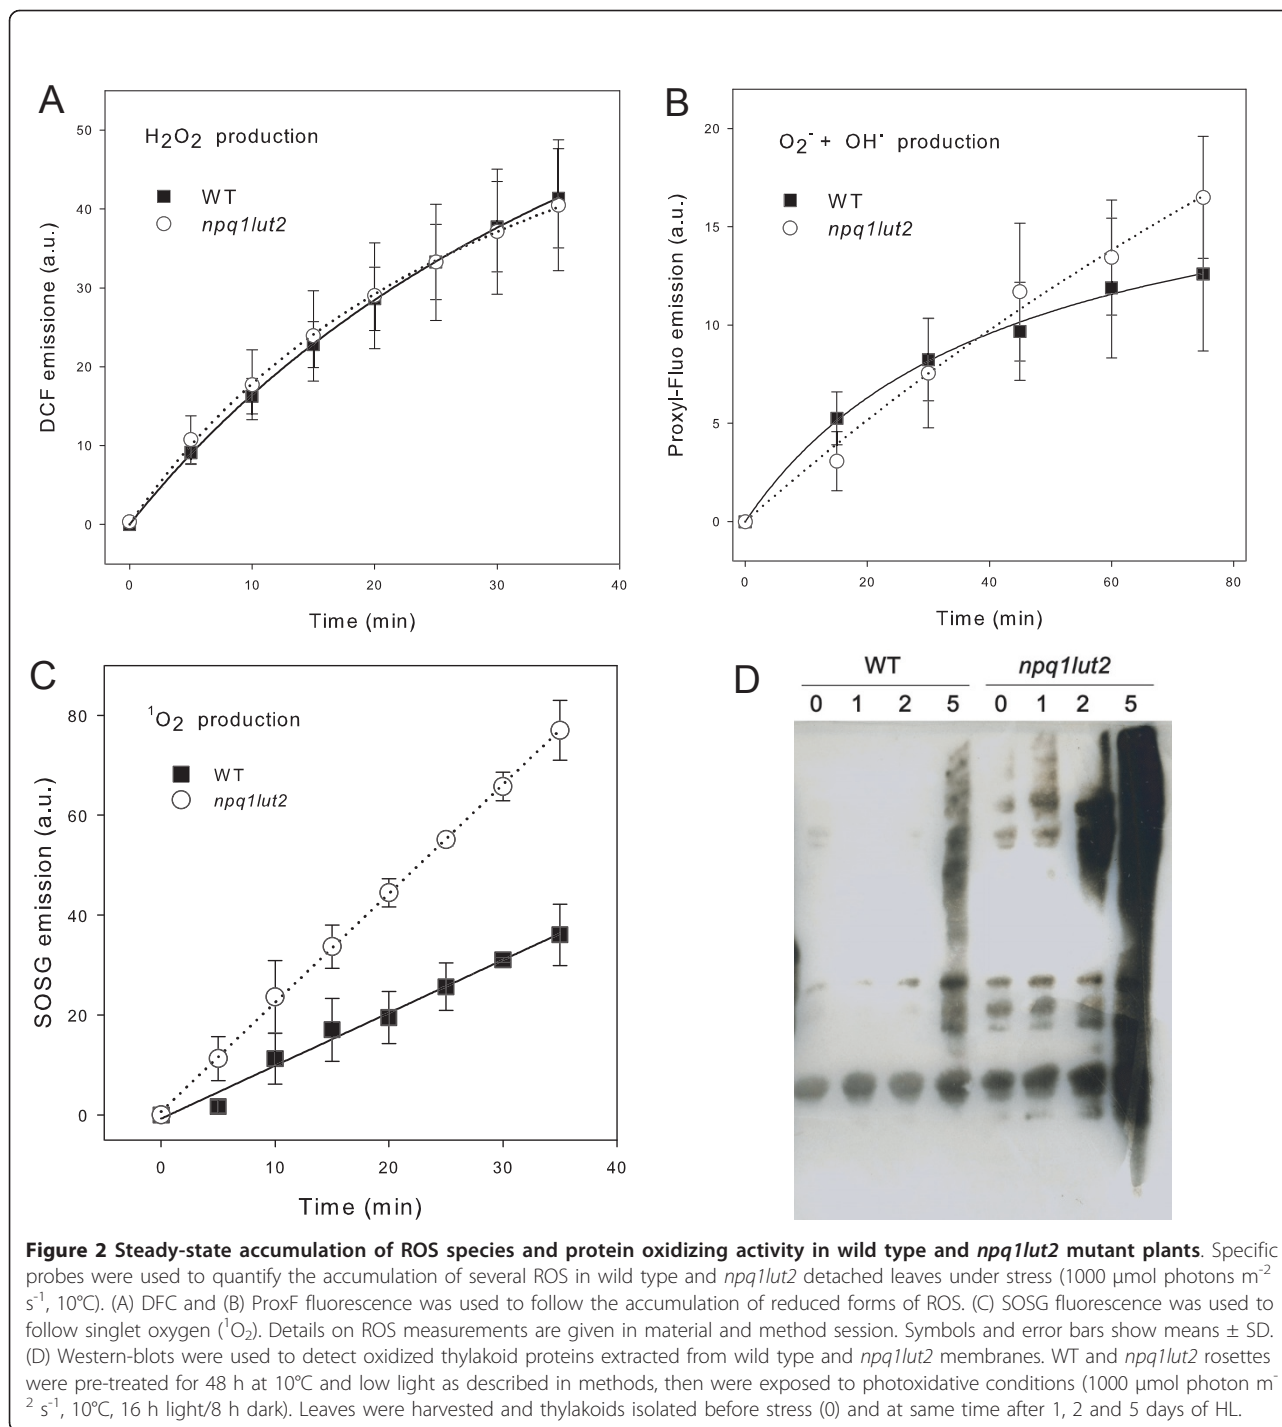 A
H2O2 production
WT
npq1lut2
DCF emissione (a.u.)
50
40
30
20
10
0
0 10 20 30 40
Time (min)
B
O2⁻ + OH• production
WT
npq1lut2
Proxyl-Fluo emission (a.u.)
20
15
10
5
0
0 20 40 60 80
Time (min)
C
¹O2 production
WT
npq1lut2
SOSG emission (a.u.)
80
60
40
20
0
0 10 20 30 40
Time (min)
D
WT npq1lut2
0 1 2 5 0 1 2 5
Figure 2 Steady-state accumulation of ROS species and protein oxidizing activity in wild type and npq1lut2 mutant plants. Specific
probes were used to quantify the accumulation of several ROS in wild type and npq1lut2 detached leaves under stress (1000 μmol photons m-2
s-1, 10°C). (A) DFC and (B) ProxF fluorescence was used to follow the accumulation of reduced forms of ROS. (C) SOSG fluorescence was used to
follow singlet oxygen (¹O2). Details on ROS measurements are given in material and method session. Symbols and error bars show means ± SD.
(D) Western-blots were used to detect oxidized thylakoid proteins extracted from wild type and npq1lut2 membranes. WT and npq1lut2 rosettes
were pre-treated for 48 h at 10°C and low light as described in methods, then were exposed to photoxidative conditions (1000 μmol photon m-
2 s-1, 10°C, 16 h light/8 h dark). Leaves were harvested and thylakoids isolated before stress (0) and at same time after 1, 2 and 5 days of HL.